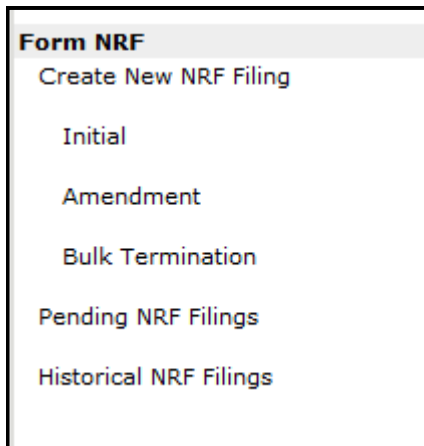 Form NRF
Create New NRF Filing
Initial
Amendment
Bulk Termination
Pending NRF Filings
Historical NRF Filings